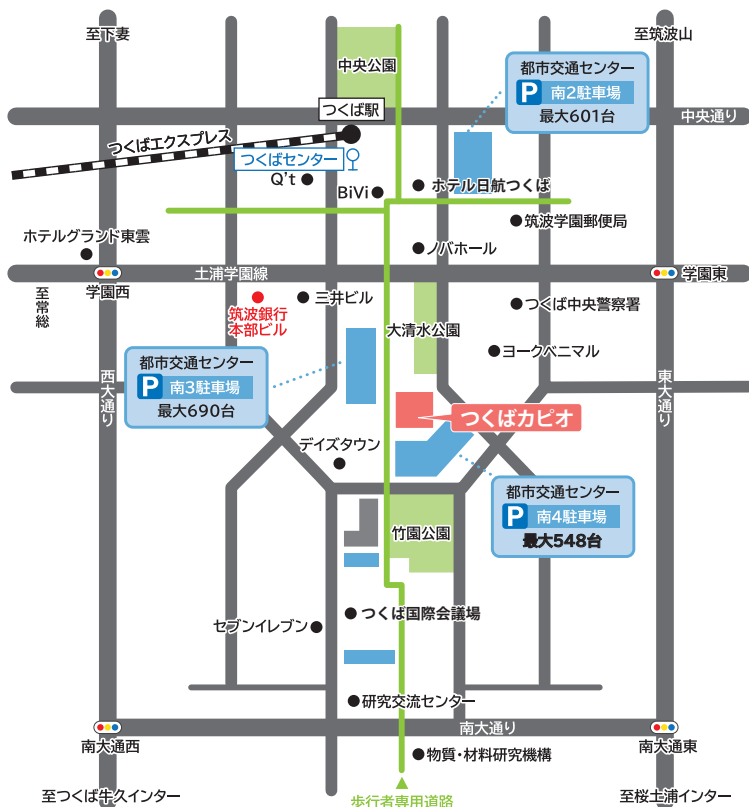 至下妻
至筑波山
中央公園
都市交通センター
P 南2駐車場
最大601台
つくば駅
中央通り
つくばエクスプレス
つくばセンター
Q't
BiVi
ホテル日航つくば
筑波学園郵便局
ホテルグランド東雲
ノバホール
土浦学園線
学園西
学園東
至常総
三井ビル
筑波銀行
本部ビル
つくば中央警察署
大清水公園
ヨークベニマル
都市交通センター
P 南3駐車場
最大690台
西大通り
東大通り
つくばカピオ
デイズタウン
都市交通センター
P 南4駐車場
最大548台
竹園公園
つくば国際会議場
セブンイレブン
研究交流センター
南大通り
南大通西
南大通東
物質・材料研究機構
至つくば牛久インター
歩行者専用道路
至桜土浦インター